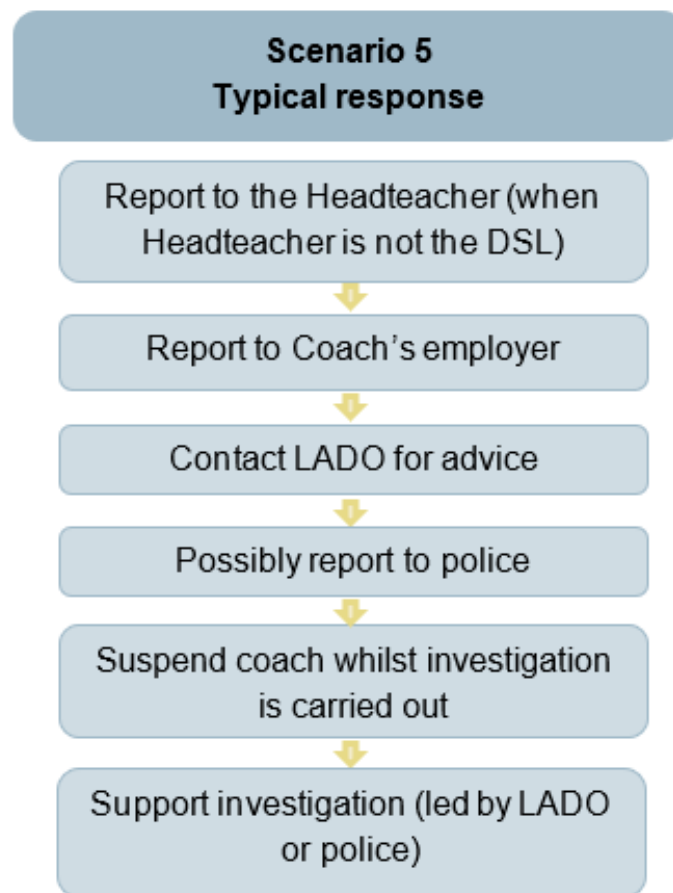 Scenario 5
Typical response
Report to the Headteacher (when
Headteacher is not the DSL)
Report to Coach’s employer
Contact LADO for advice
Possibly report to police
Suspend coach whilst investigation
is carried out
Support investigation (led by LADO
or police)